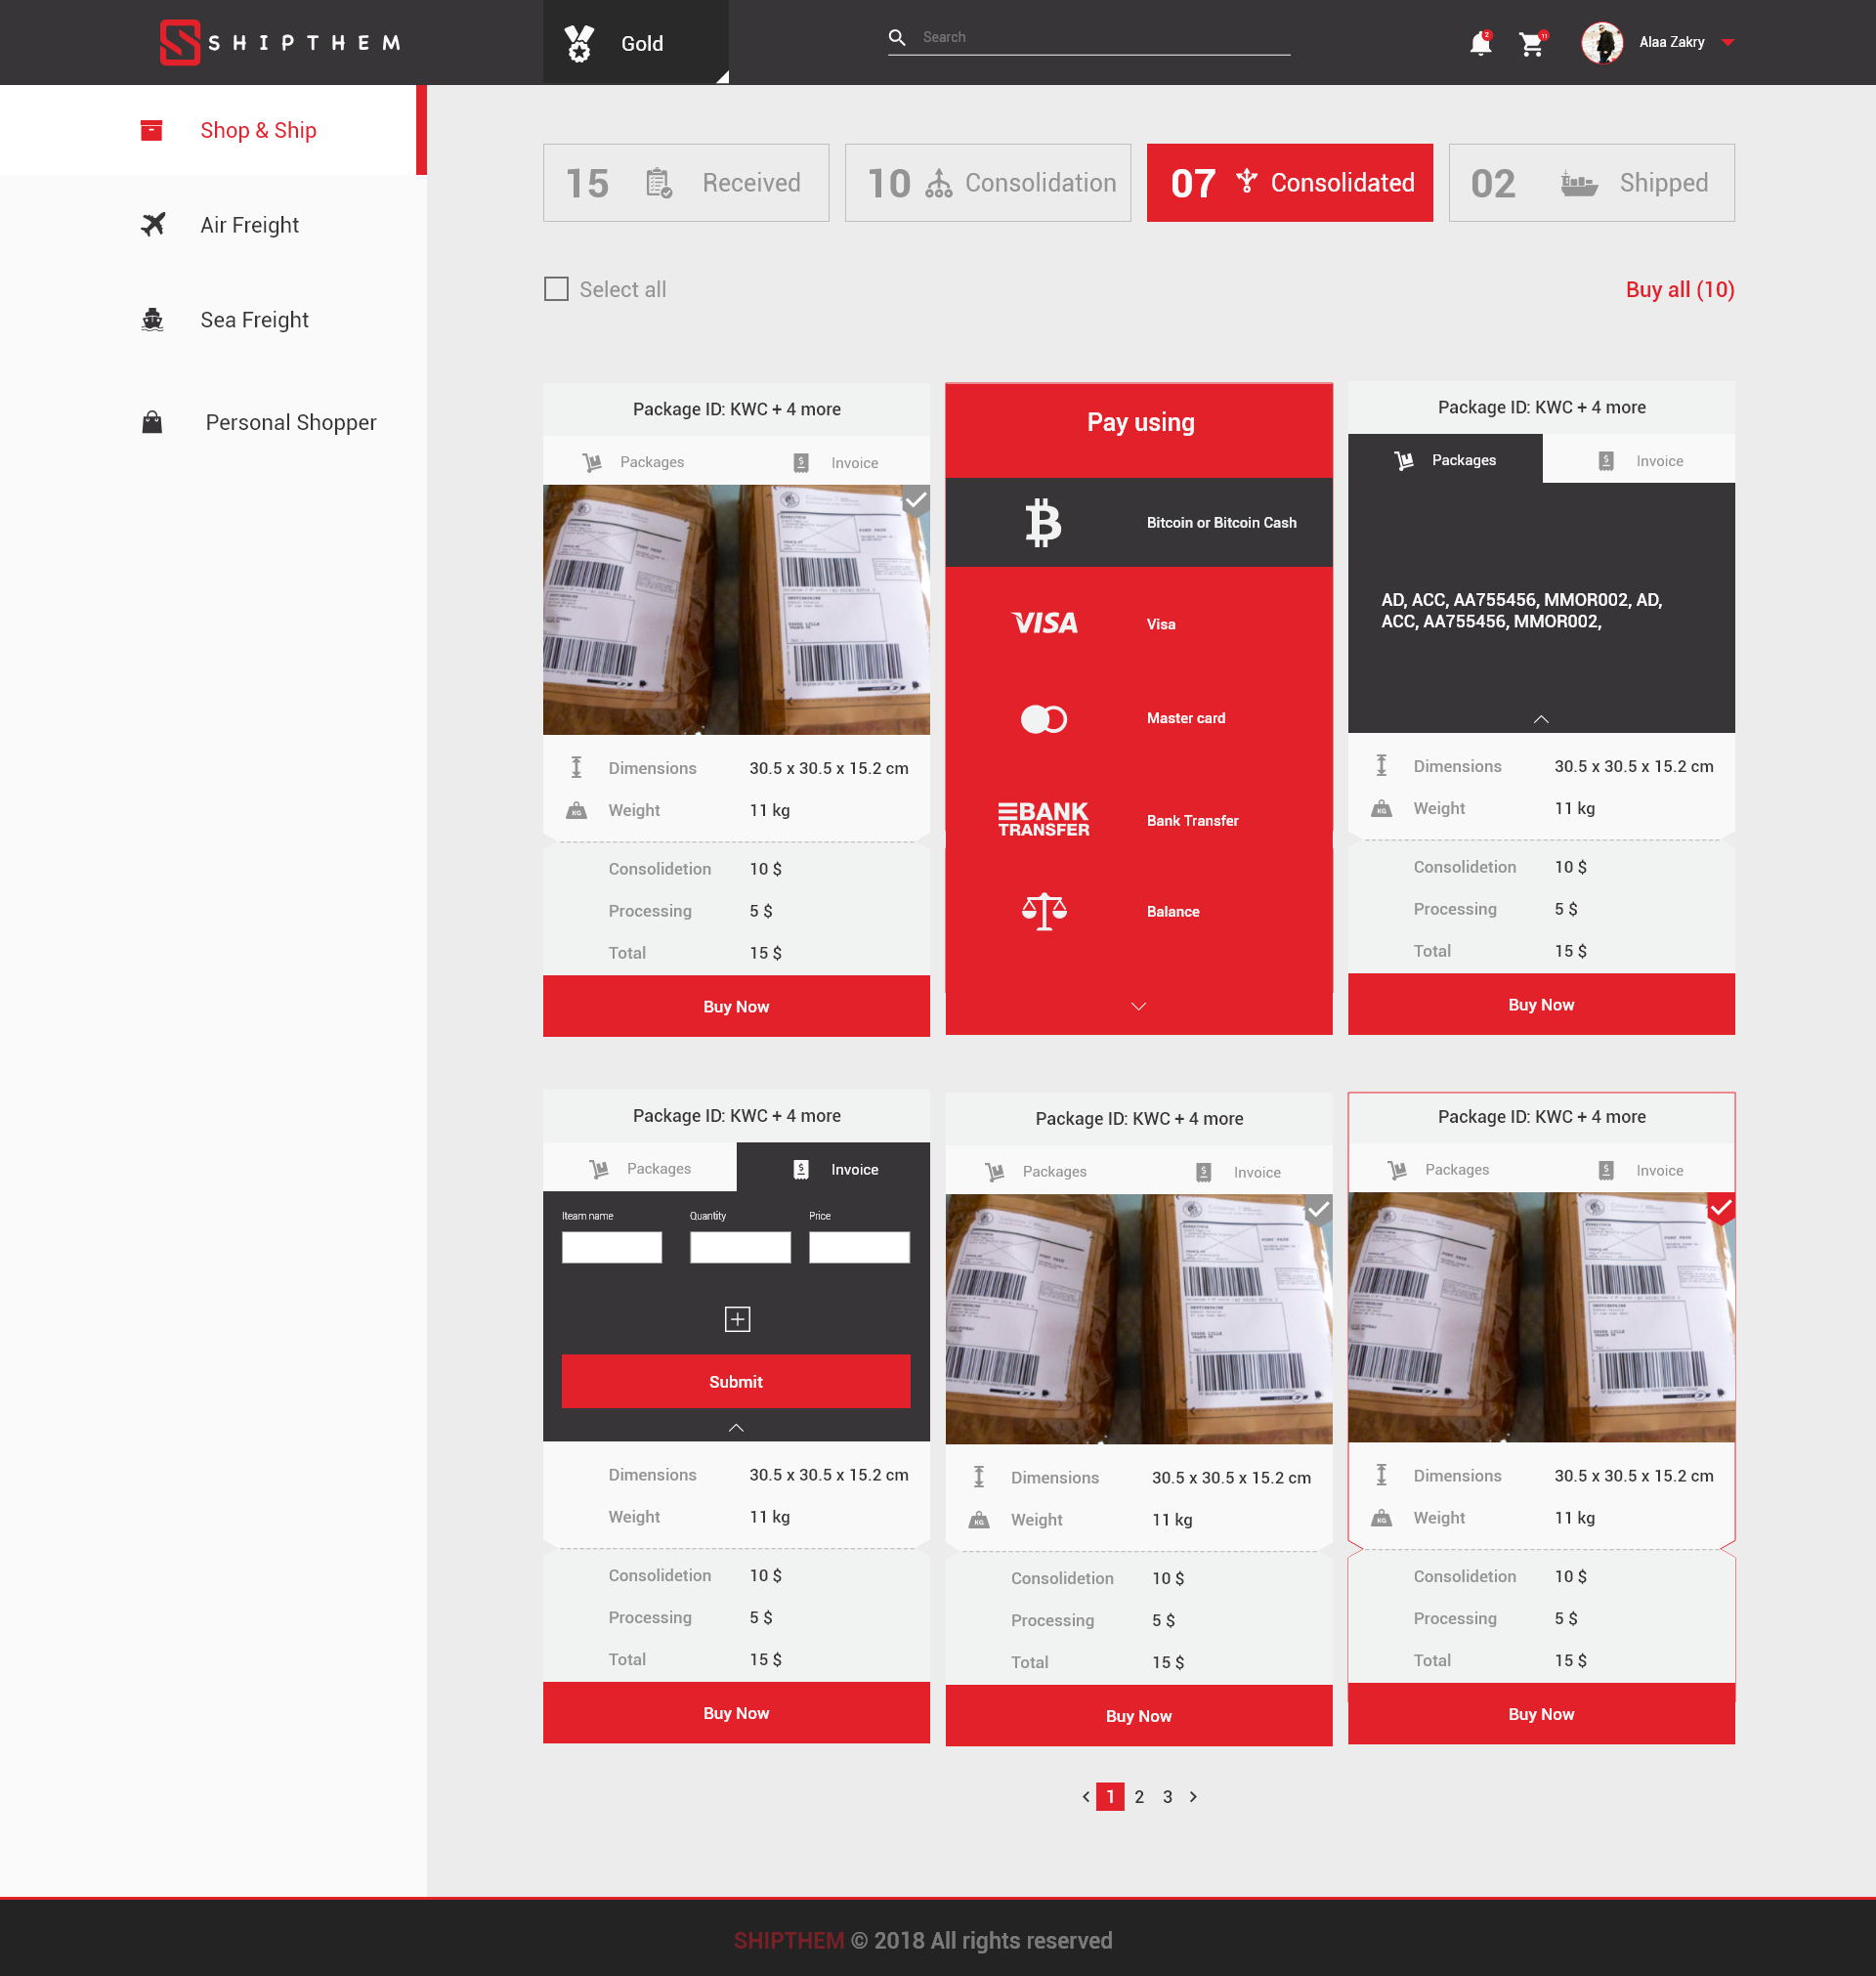 SHIPTHEM
Gold
Search
2
11
Alaa Zakry
Shop & Ship
Air Freight
Sea Freight
Personal Shopper
15 Received
10 Consolidation
07 Consolidated
02 Shipped
Select all
Buy all (10)
Package ID: KWC + 4 more
Packages Invoice
Dimensions 30.5 x 30.5 x 15.2 cm
KG Weight 11 kg
Consolidetion 10 $
Processing 5 $
Total 15 $
Buy Now
Pay using
Bitcoin or Bitcoin Cash
VISA Visa
Master card
BANK
TRANSFER
Bank Transfer
Balance
Package ID: KWC + 4 more
Packages Invoice
AD, ACC, AA755456, MMOR002, AD,
ACC, AA755456, MMOR002,
Dimensions 30.5 x 30.5 x 15.2 cm
KG Weight 11 kg
Consolidetion 10 $
Processing 5 $
Total 15 $
Buy Now
Package ID: KWC + 4 more
Packages Invoice
Iteam name Quantity Price
Submit
Dimensions 30.5 x 30.5 x 15.2 cm
Weight 11 kg
Consolidetion 10 $
Processing 5 $
Total 15 $
Buy Now
Package ID: KWC + 4 more
Packages Invoice
Dimensions 30.5 x 30.5 x 15.2 cm
KG Weight 11 kg
Consolidetion 10 $
Processing 5 $
Total 15 $
Buy Now
Package ID: KWC + 4 more
Packages Invoice
Dimensions 30.5 x 30.5 x 15.2 cm
KG Weight 11 kg
Consolidetion 10 $
Processing 5 $
Total 15 $
Buy Now
1 2 3
SHIPTHEM © 2018 All rights reserved